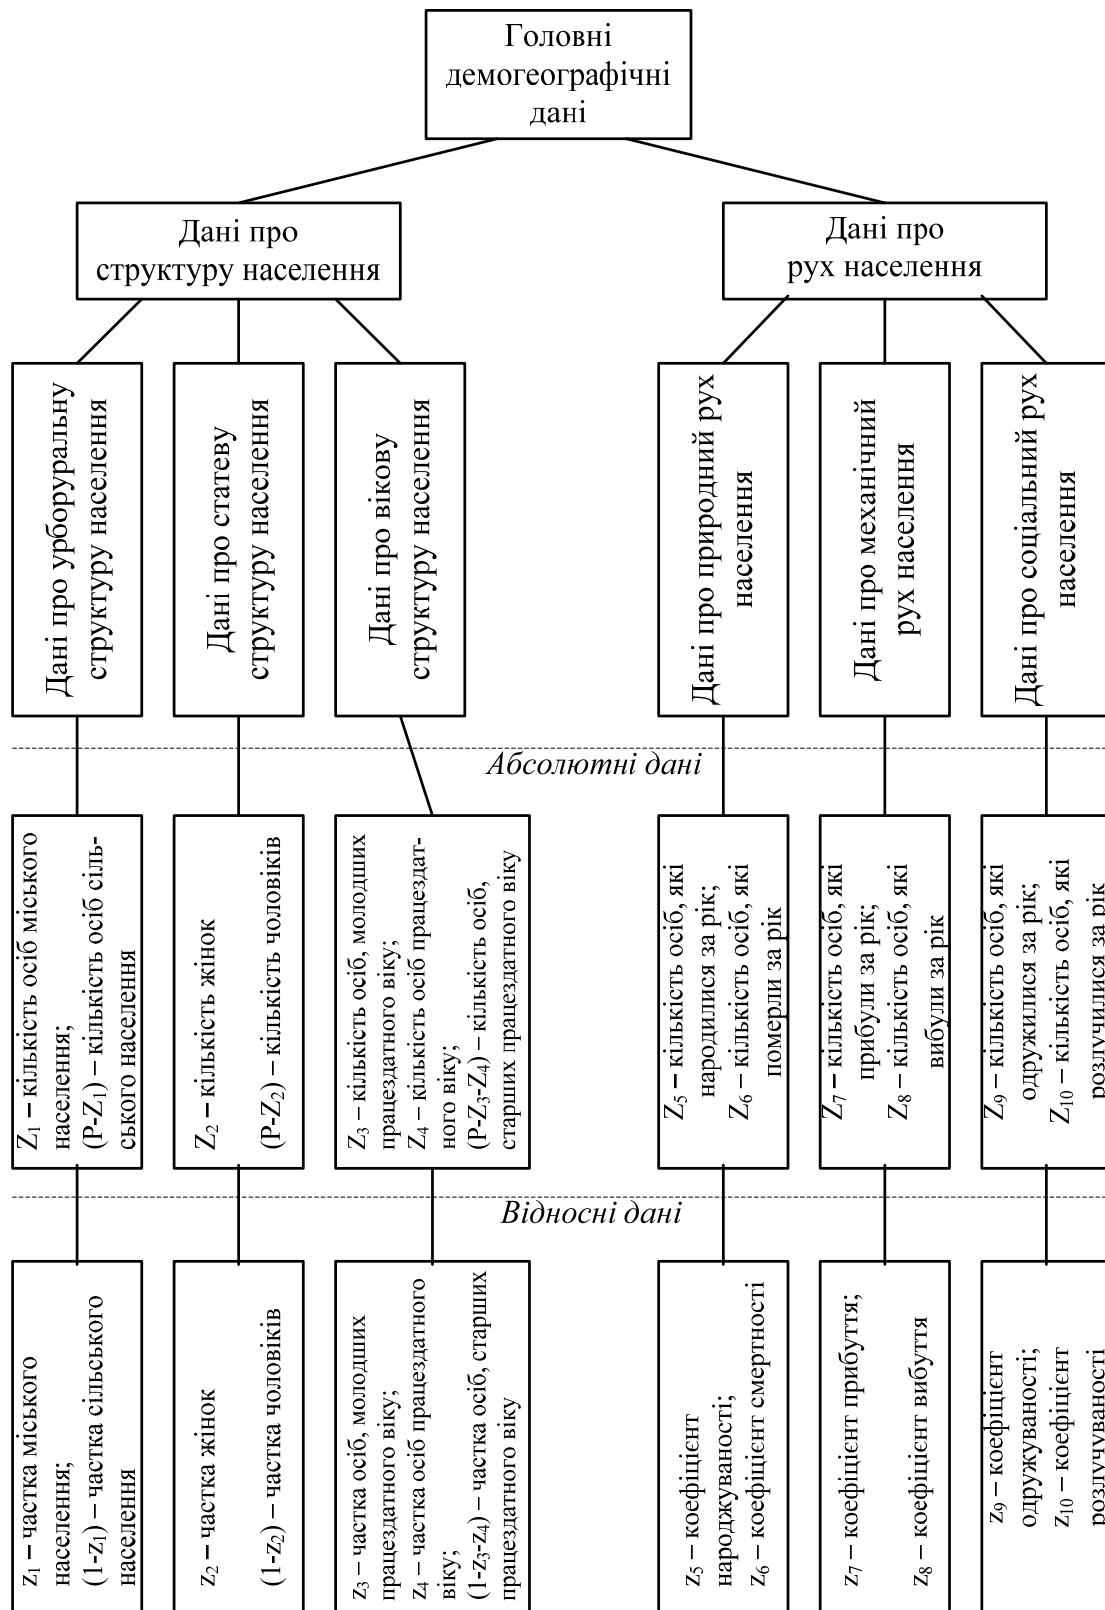 Головні
демогеографічні
дані
Дані про
структуру населення
Дані про
рух населення
Дані про урборуральну
структуру населення
Дані про статеву
структуру населення
Дані про вікову
структуру населення
Дані про природний рух
населення
Дані про механічний
рух населення
Дані про соціальний рух
населення
Абсолютні дані
Z₁ – кількість осіб міського
населення;
(P-Z₁) – кількість осіб сіль-
ського населення
Z₂ – кількість жінок
(P-Z₂) – кількість чоловіків
Z₃ – кількість осіб, молодших
працездатного віку;
Z₄ – кількість осіб працездат-
ного віку;
(P-Z₃-Z₄) – кількість осіб,
старших працездатного віку
Z₅ – кількість осіб, які
народилися за рік;
Z₆ – кількість осіб, які
померли за рік
Z₇ – кількість осіб, які
прибули за рік;
Z₈ – кількість осіб, які
вибули за рік
Z₉ – кількість осіб, які
одружилися за рік;
Z₁₀ – кількість осіб, які
розлучилися за рік
Відносні дані
z₁ – частка міського
населення;
(1-z₁) – частка сільського
населення
z₂ – частка жінок
(1-z₂) – частка чоловіків
z₃ – частка осіб, молодших
працездатного віку;
z₄ – частка осіб працездатного
віку;
(1-z₃-z₄) – частка осіб, старших
працездатного віку
z₅ – коефіцієнт
народжуваності;
z₆ – коефіцієнт смертності
z₇ – коефіцієнт прибуття;
z₈ – коефіцієнт вибуття
z₉ – коефіцієнт
одружуваності;
z₁₀ – коефіцієнт
розлучуваності